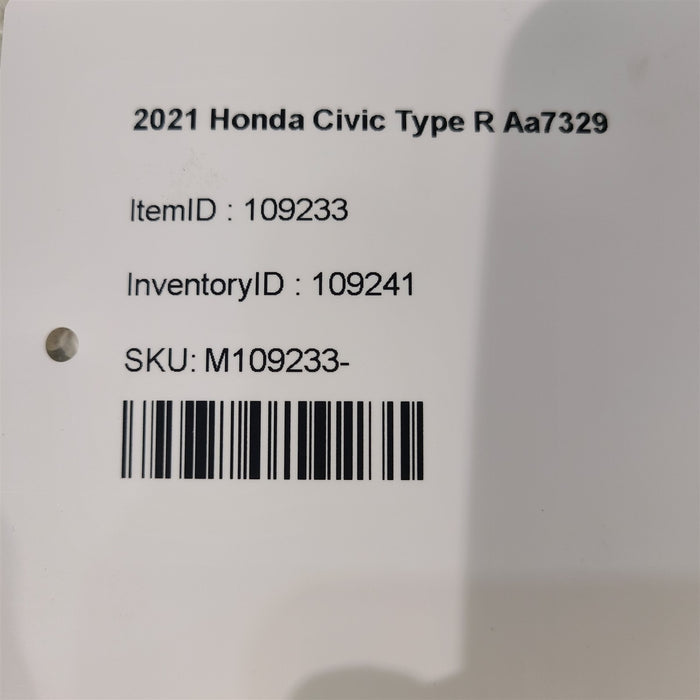 2021 Honda Civic Type R Aa7329
ItemID : 109233
InventoryID : 109241
SKU: M109233-